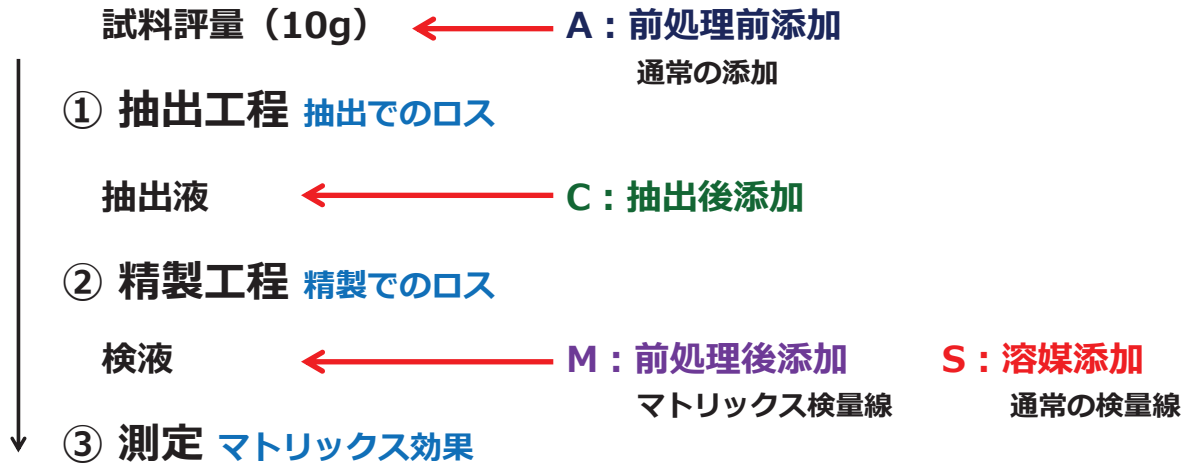 試料評量（10g）
A：前処理前添加
通常の添加
① 抽出工程 抽出でのロス
抽出液
C：抽出後添加
② 精製工程 精製でのロス
検液
M：前処理後添加
S：溶媒添加
マトリックス検量線
通常の検量線
③ 測定 マトリックス効果